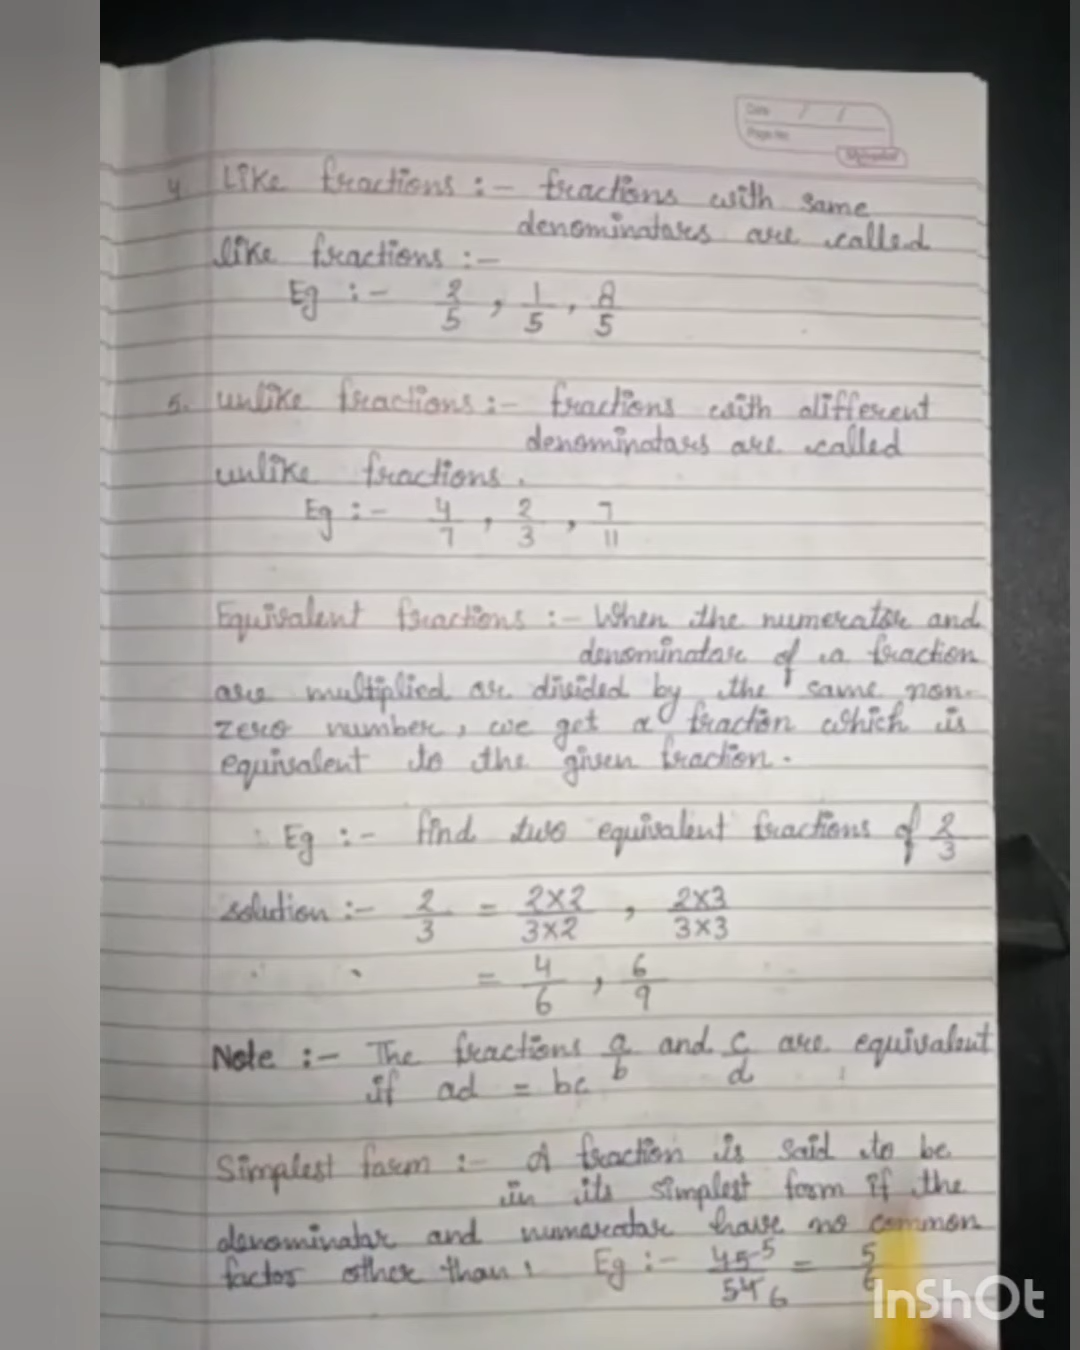 Date / /
Page No.
4. Like fractions :- fractions with same
denominators are called
like fractions :-
Eg :- 2/5 , 1/5 , 8/5
5. unlike fractions :- fractions with different
denominators are called
unlike fractions.
Eg :- 4/7 , 2/3 , 7/11
Equivalent fractions :- When the numerator and
denominator of a fraction
are multiplied or divided by the same non-
zero number, we get a fraction which is
equivalent to the given fraction.
Eg :- find two equivalent fractions of 2/3
solution :- 2/3 = 2×2/3×2 , 2×3/3×3
= 4/6 , 6/9
Note :- The fractions a/b and c/d are equivalent
if ad = bc
Simplest form :- A fraction is said to be
in its simplest form if the
denominator and numerator have no common
factor other than 1 Eg :- 45 5/54 6 = 5/6
InShOt